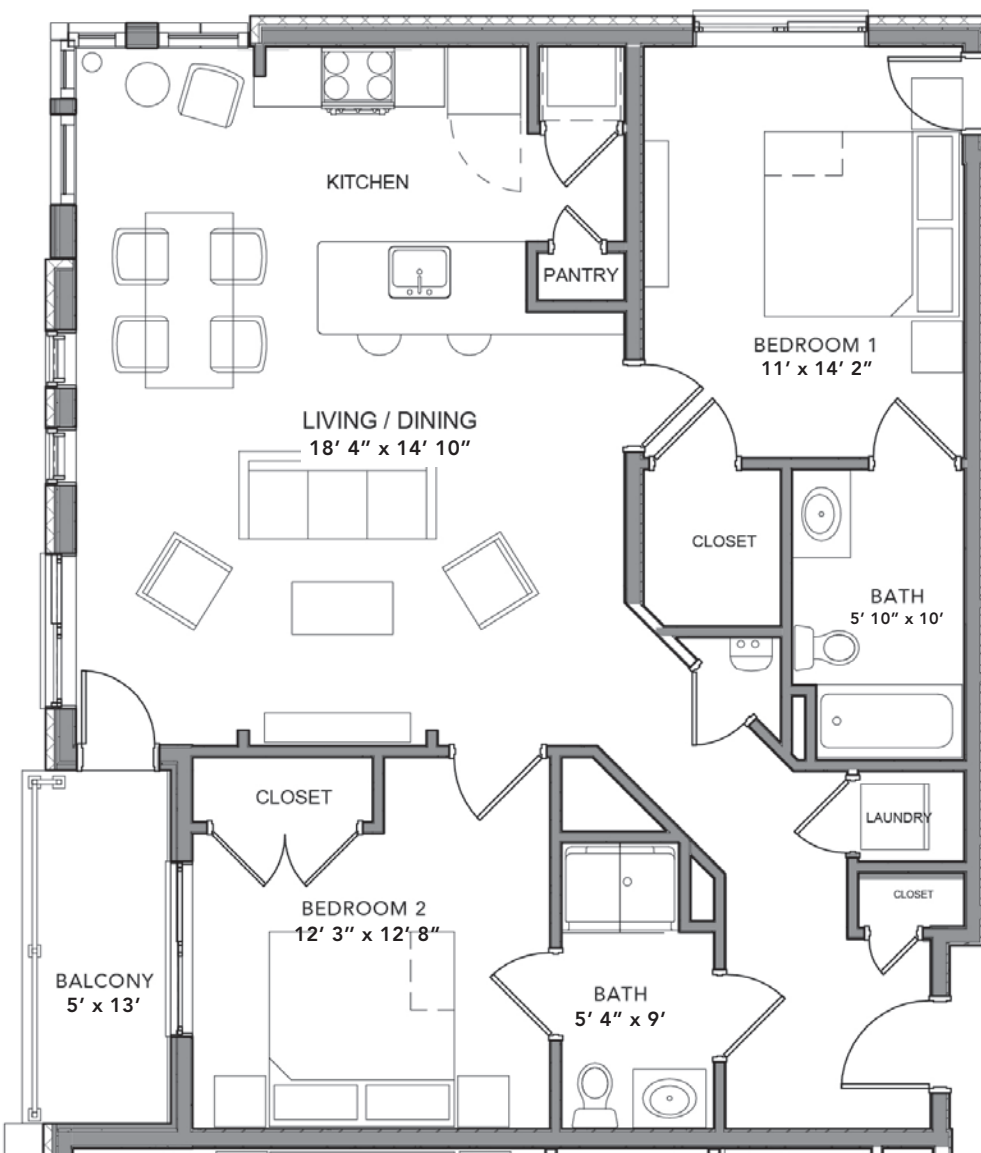 KITCHEN
PANTRY
BEDROOM 1
11’ x 14’ 2”
LIVING / DINING
18’ 4” x 14’ 10”
CLOSET
BATH
5’ 10” x 10’
CLOSET
LAUNDRY
CLOSET
BEDROOM 2
12’ 3” x 12’ 8”
BALCONY
5’ x 13’
BATH
5’ 4” x 9’